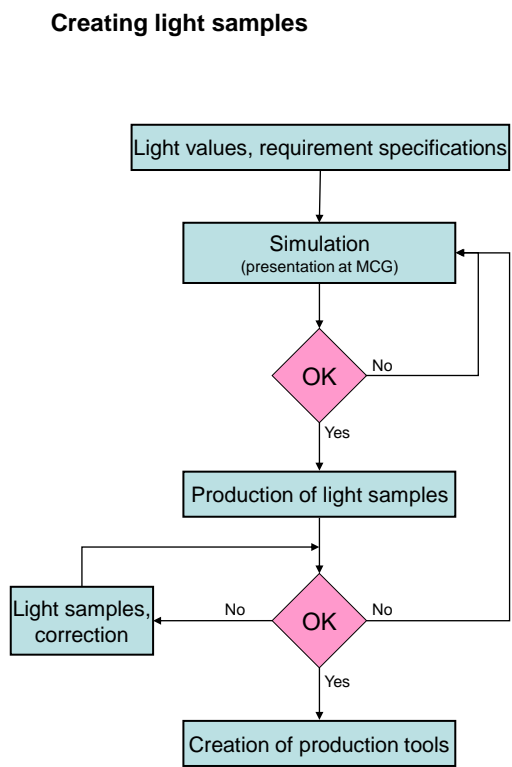 Creating light samples
Light values, requirement specifications
Simulation
(presentation at MCG)
OK
No
Yes
Production of light samples
Light samples,
correction
No
OK
No
Yes
Creation of production tools